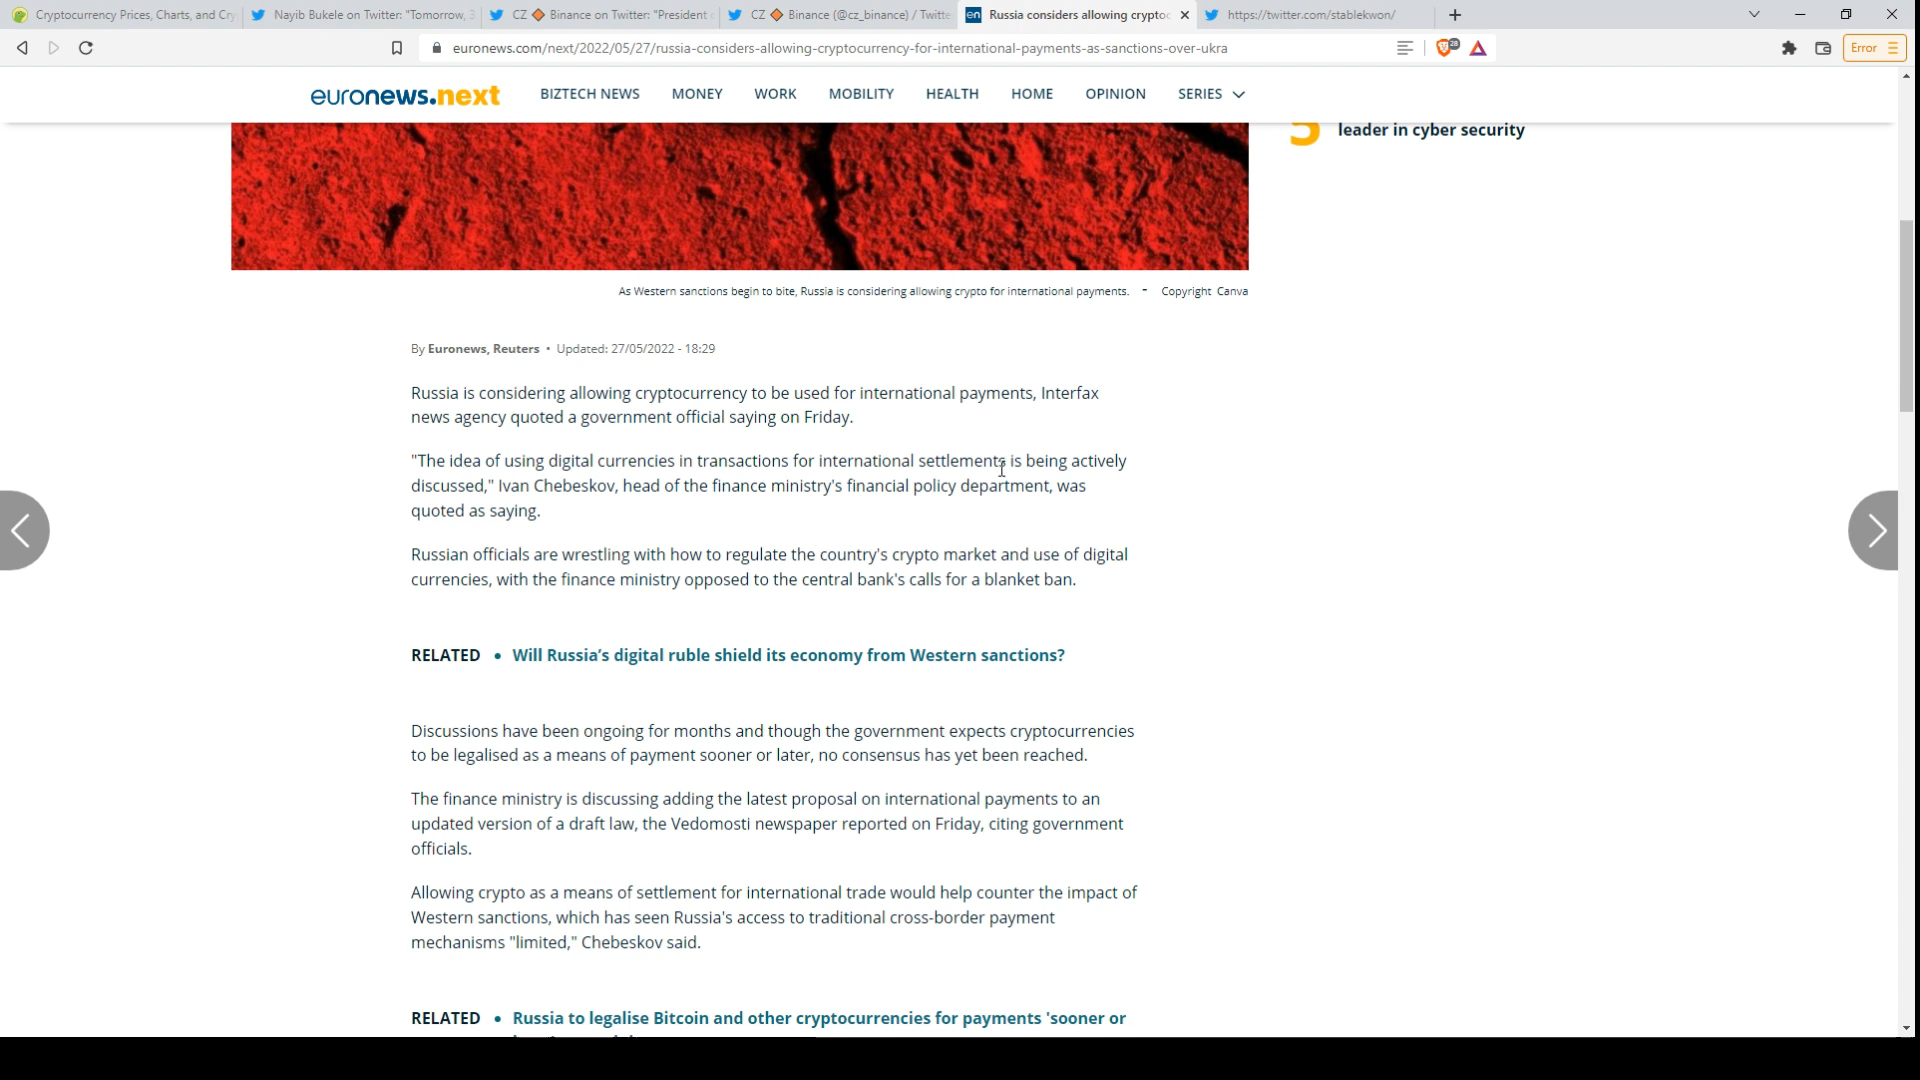 Cryptocurrency Prices, Charts, and Cry
Nayib Bukele on Twitter: "Tomorrow, 3
CZ Binance on Twitter: "President
CZ Binance (@cz_binance) / Twitte
en Russia considers allowing cryptoc
https://twitter.com/stablekwon/
euronews.com/next/2022/05/27/russia-considers-allowing-cryptocurrency-for-international-payments-as-sanctions-over-ukra
28
Error
euronews.next
BIZTECH NEWS MONEY WORK MOBILITY HEALTH HOME OPINION SERIES
5 leader in cyber security
As Western sanctions begin to bite, Russia is considering allowing crypto for international payments. - Copyright Canva
By Euronews, Reuters • Updated: 27/05/2022 - 18:29
Russia is considering allowing cryptocurrency to be used for international payments, Interfax
news agency quoted a government official saying on Friday.
"The idea of using digital currencies in transactions for international settlements is being actively
discussed," Ivan Chebeskov, head of the finance ministry's financial policy department, was
quoted as saying.
Russian officials are wrestling with how to regulate the country's crypto market and use of digital
currencies, with the finance ministry opposed to the central bank's calls for a blanket ban.
RELATED • Will Russia's digital ruble shield its economy from Western sanctions?
Discussions have been ongoing for months and though the government expects cryptocurrencies
to be legalised as a means of payment sooner or later, no consensus has yet been reached.
The finance ministry is discussing adding the latest proposal on international payments to an
updated version of a draft law, the Vedomosti newspaper reported on Friday, citing government
officials.
Allowing crypto as a means of settlement for international trade would help counter the impact of
Western sanctions, which has seen Russia's access to traditional cross-border payment
mechanisms "limited," Chebeskov said.
RELATED • Russia to legalise Bitcoin and other cryptocurrencies for payments 'sooner or